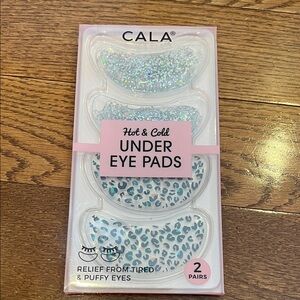 CALA®
Hot & Cold
UNDER
EYE PADS
RELIEF FROM TIRED
& PUFFY EYES
2
PAIRS